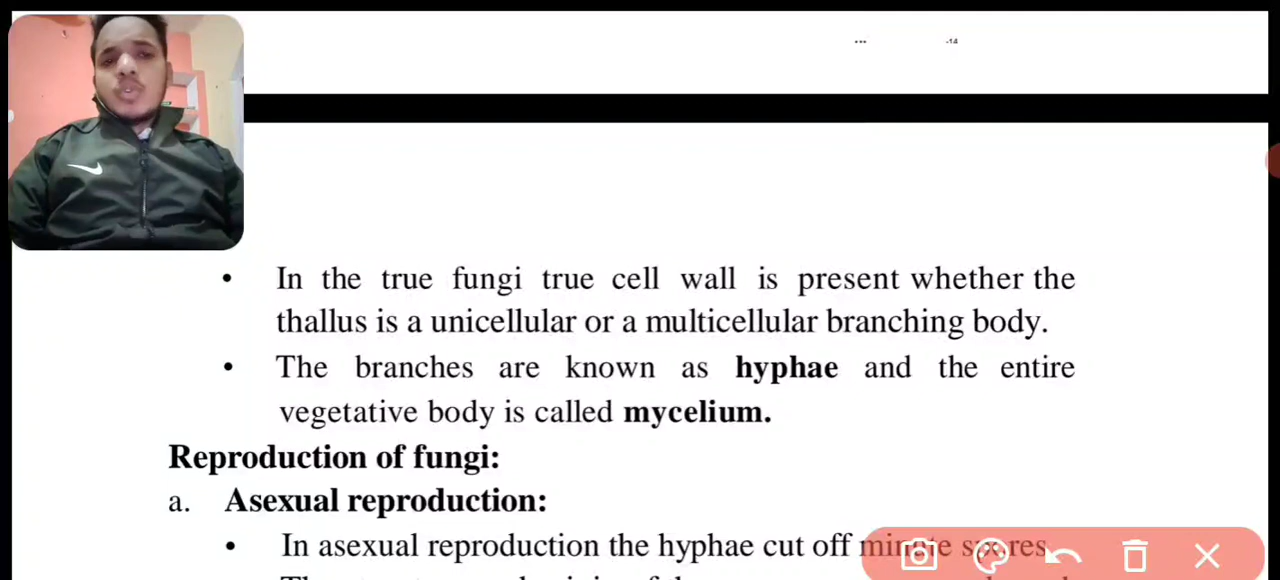 -14
• In the true fungi true cell wall is present whether the
thallus is a unicellular or a multicellular branching body.
• The branches are known as hyphae and the entire
vegetative body is called mycelium.
Reproduction of fungi:
a. Asexual reproduction:
• In asexual reproduction the hyphae cut off minute spores